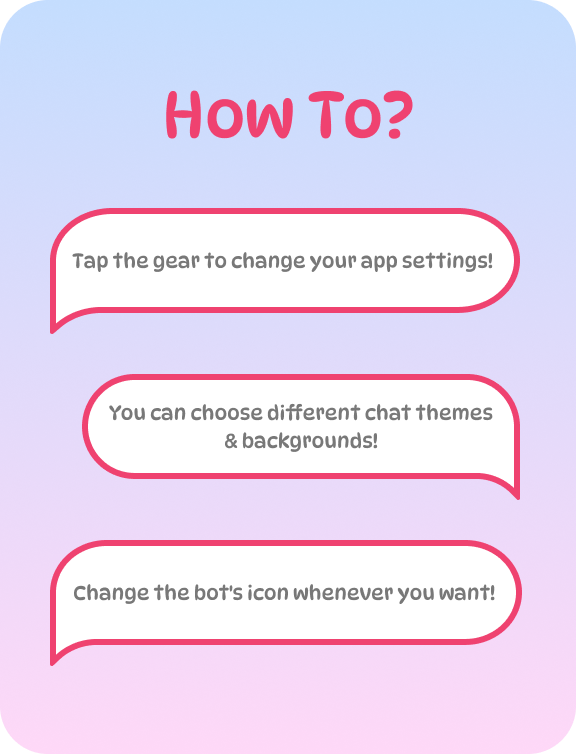 How To?
Tap the gear to change your app settings!
You can choose different chat themes
& backgrounds!
Change the bot's icon whenever you want!